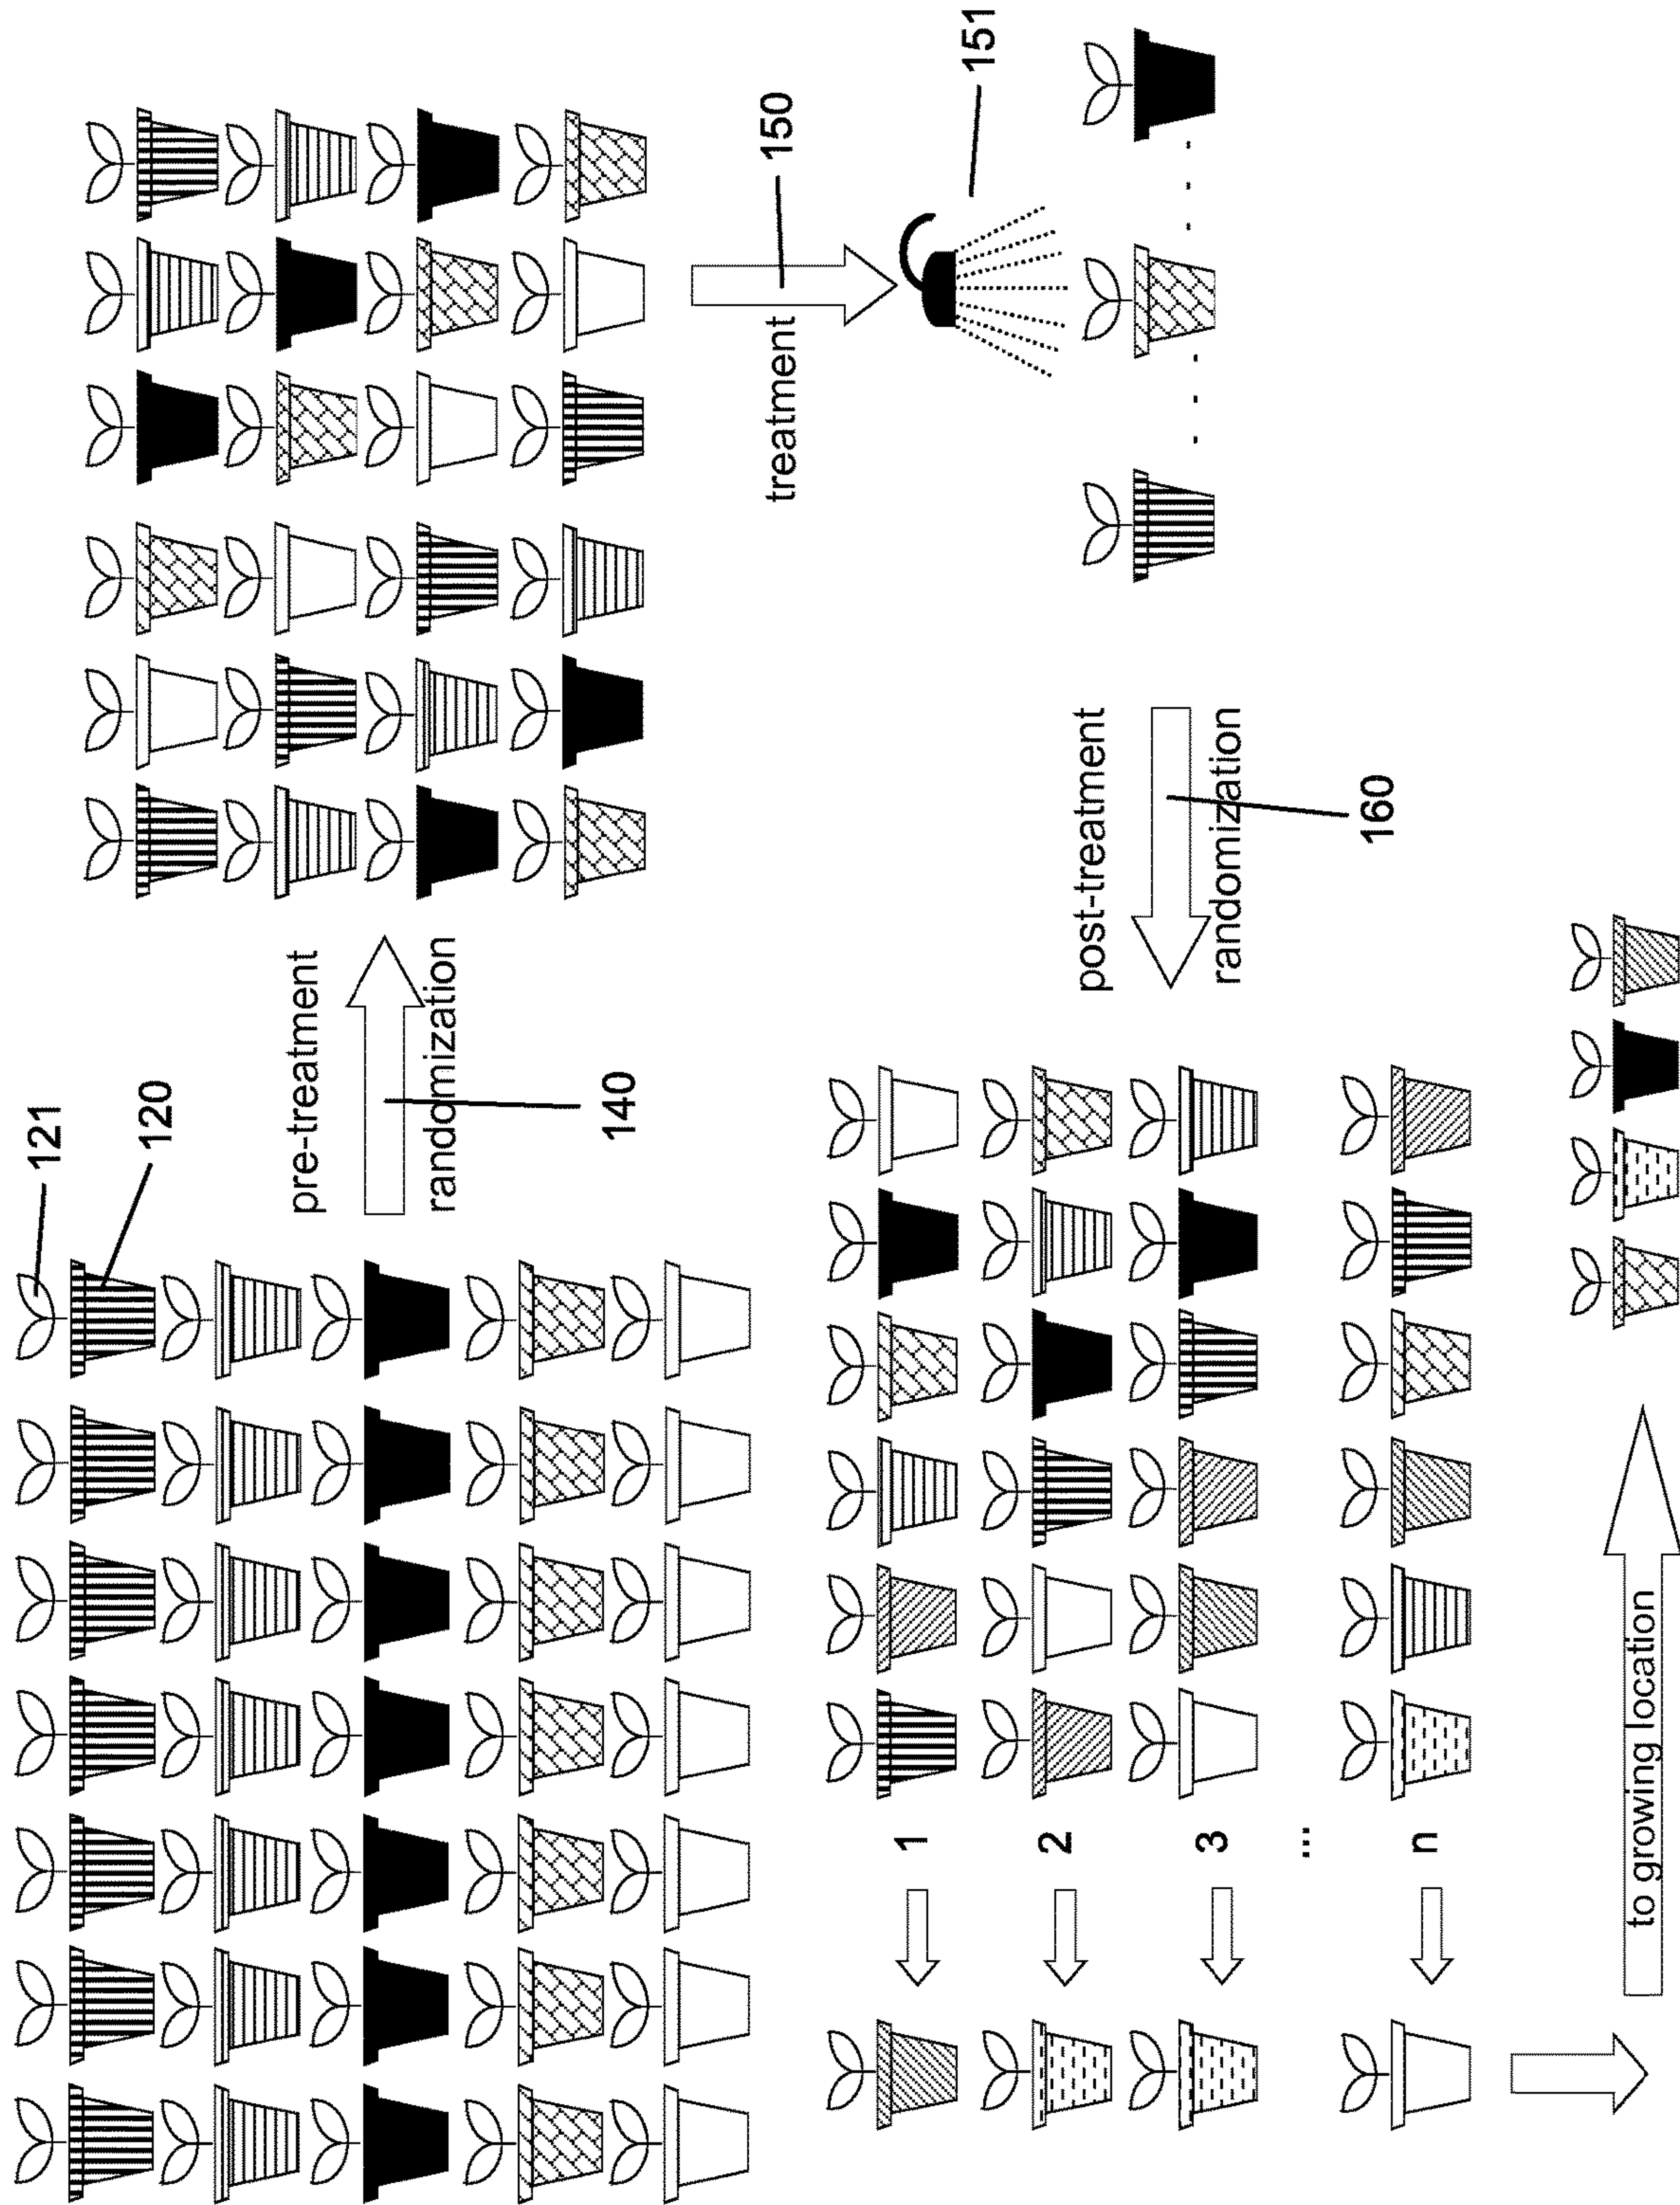 121
120
pre-treatment
randomization
140
treatment
150
151
post-treatment
randomization
160
1
2
3
...
n
to growing location